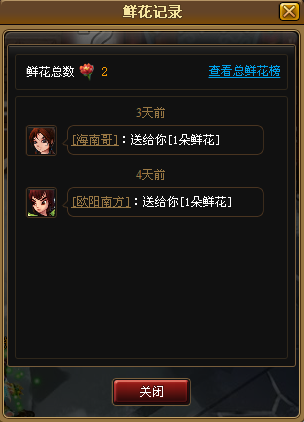 鲜花记录
鲜花总数 2 查看总鲜花榜
3天前
[海南哥]：送给你[1朵鲜花]
4天前
[欧阳南方]：送给你[1朵鲜花]
关闭